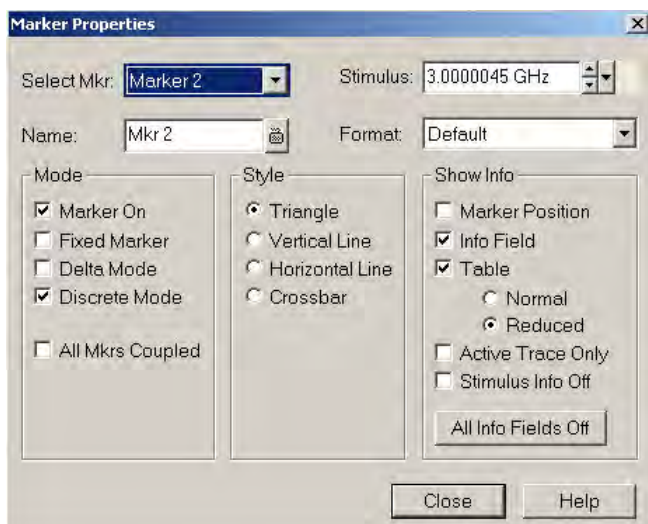 Marker Properties
Select Mkr: Marker 2
Stimulus: 3.0000045 GHz
Name: Mkr 2
Format: Default
Mode
Marker On
Fixed Marker
Delta Mode
Discrete Mode
All Mkrs Coupled
Style
Triangle
Vertical Line
Horizontal Line
Crossbar
Show Info
Marker Position
Info Field
Table
Normal
Reduced
Active Trace Only
Stimulus Info Off
All Info Fields Off
Close
Help